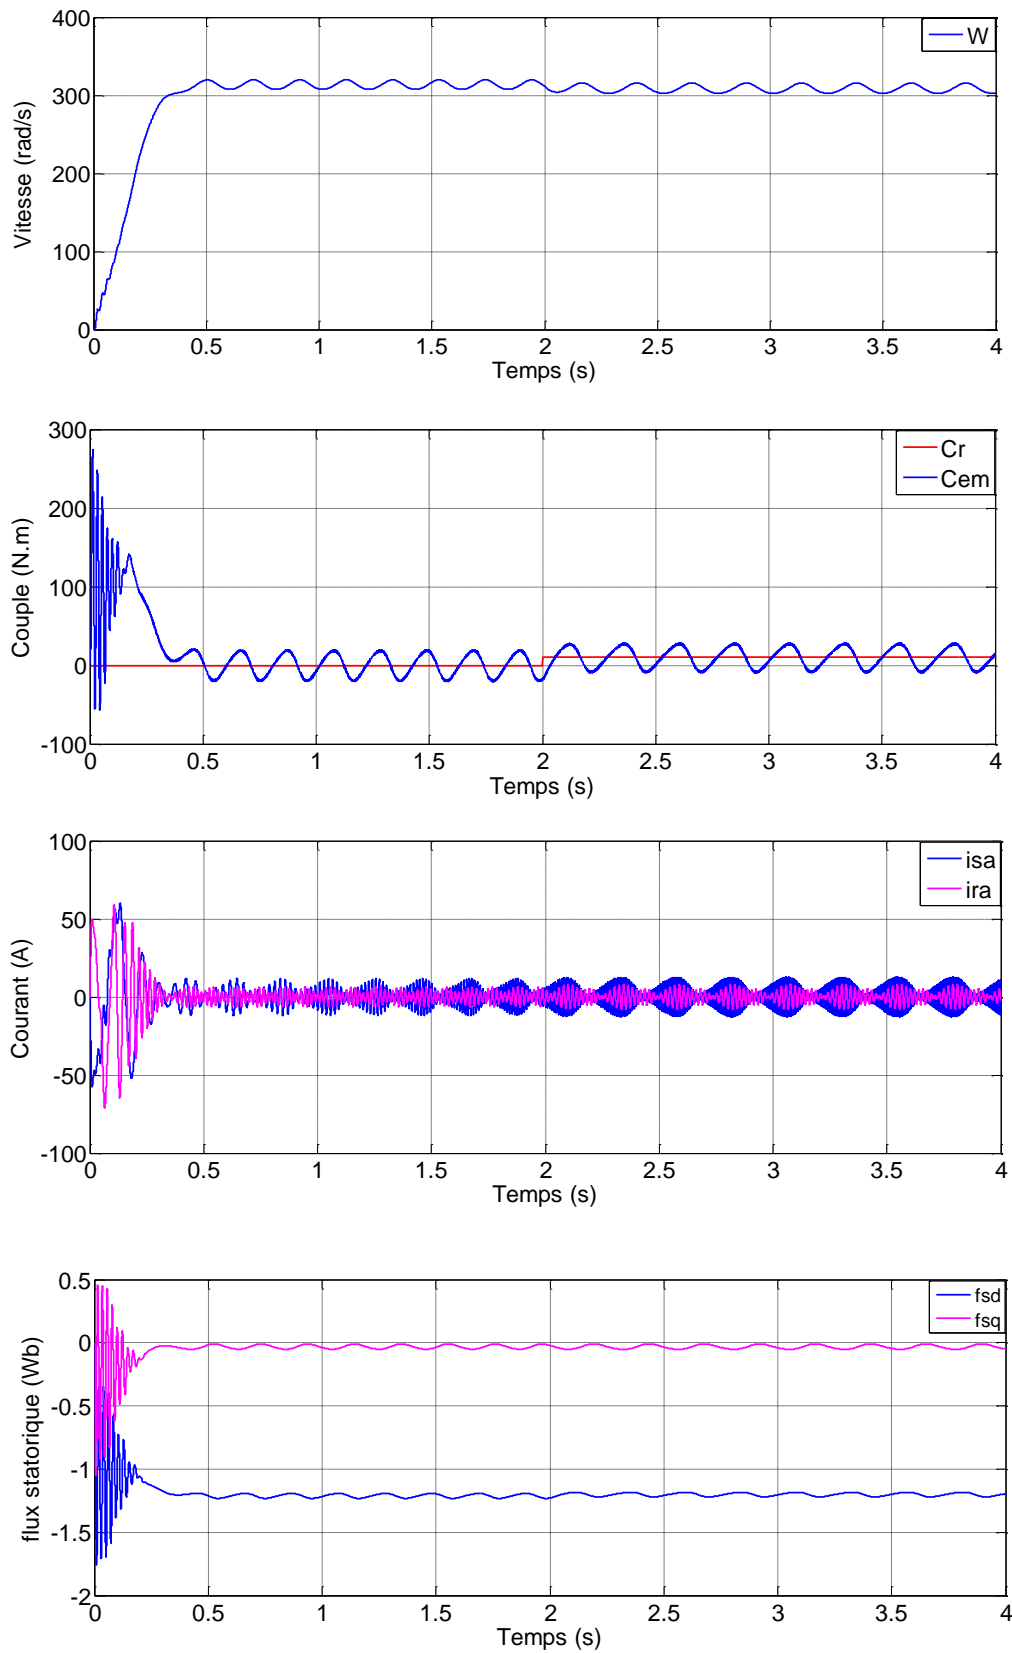 400
300
200
100
0
Vitesse (rad/s)
W
0 0.5 1 1.5 2 2.5 3 3.5 4
Temps (s)
300
200
100
0
-100
Couple (N.m)
Cr
Cem
0 0.5 1 1.5 2 2.5 3 3.5 4
Temps (s)
100
50
0
-50
-100
Courant (A)
isa
ira
0 0.5 1 1.5 2 2.5 3 3.5 4
Temps (s)
0.5
0
-0.5
-1
-1.5
-2
flux statorique (Wb)
fsd
fsq
0 0.5 1 1.5 2 2.5 3 3.5 4
Temps (s)